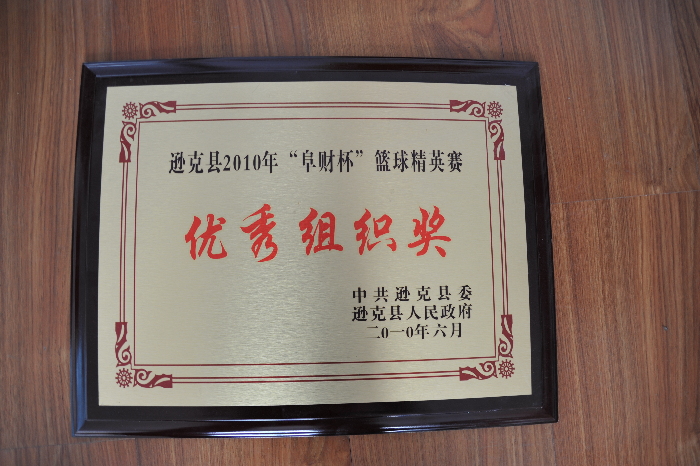 逊克县2010年“阜财杯”篮球精英赛
优秀组织奖
中共逊克县委
逊克县人民政府
二0一0年六月